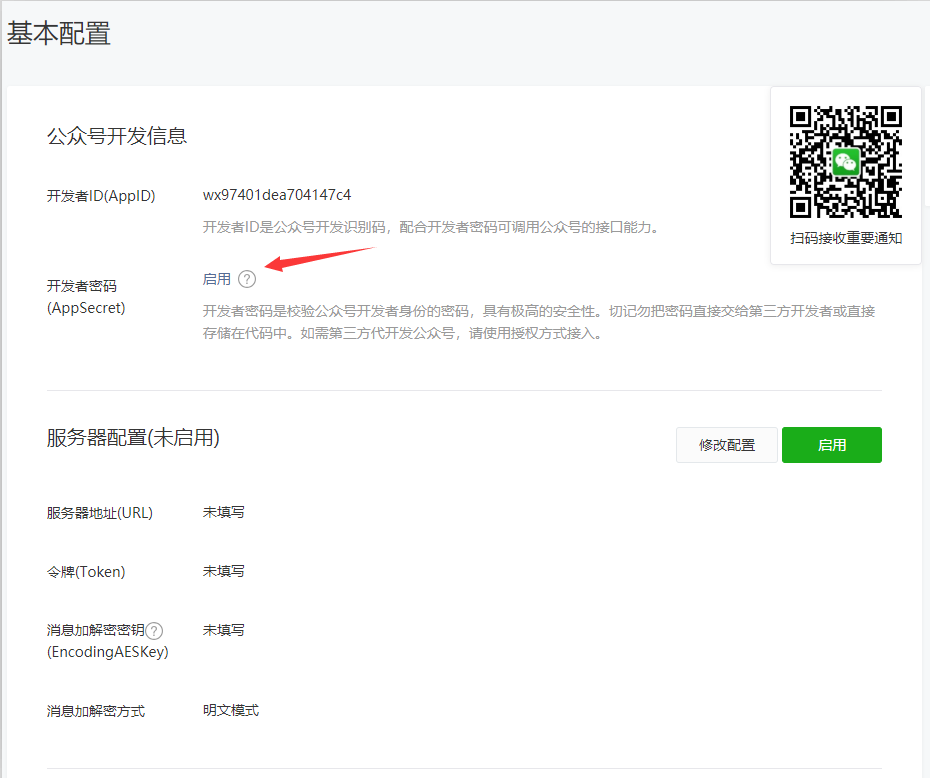 基本配置
公众号开发信息
开发者ID(AppID)
wx97401dea704147c4
开发者ID是公众号开发识别码，配合开发者密码可调用公众号的接口能力。
扫码接收重要通知
开发者密码
(AppSecret)
启用 ?
开发者密码是校验公众号开发者身份的密码，具有极高的安全性。切记勿把密码直接交给第三方开发者或直接
存储在代码中。如需第三方代开发公众号，请使用授权方式接入。
服务器配置(未启用)
修改配置
启用
服务器地址(URL)
未填写
令牌(Token)
未填写
消息加解密密钥?
(EncodingAESKey)
未填写
消息加解密方式
明文模式